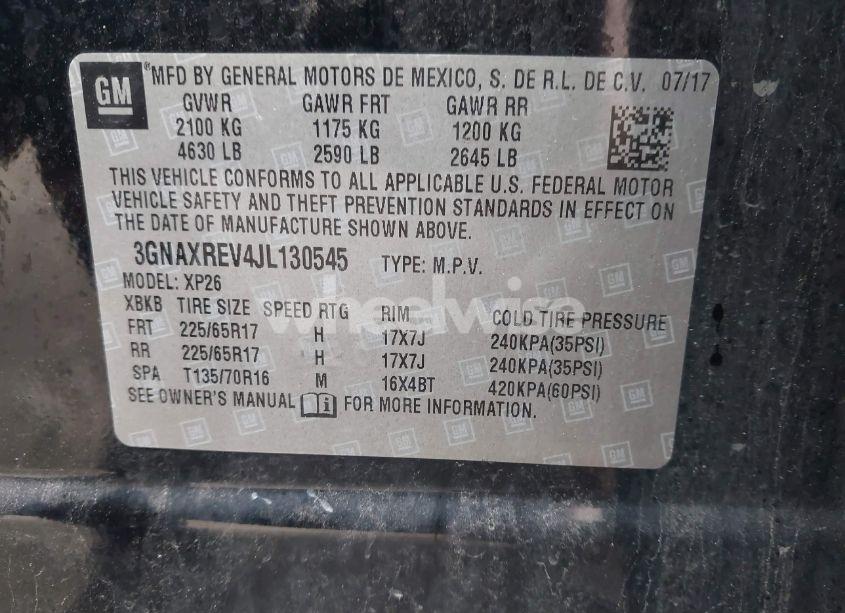 GM
® MFD BY GENERAL MOTORS DE MEXICO, S. DE R.L. DE C.V. 07/17
GVWR GAWR FRT GAWR RR
2100 KG 1175 KG 1200 KG
4630 LB 2590 LB 2645 LB
THIS VEHICLE CONFORMS TO ALL APPLICABLE U.S. FEDERAL MOTOR
VEHICLE SAFETY AND THEFT PREVENTION STANDARDS IN EFFECT ON
THE DATE OF MANUFACTURE SHOWN ABOVE.
3GNAXREV4JL130545 TYPE: M.P.V.
MODEL: XP26
XBKB TIRE SIZE SPEED RTG RIM COLD TIRE PRESSURE
FRT 225/65R17 H 17X7J 240KPA(35PSI)
RR 225/65R17 H 17X7J 240KPA(35PSI)
SPA T135/70R16 M 16X4BT 420KPA(60PSI)
SEE OWNER'S MANUAL FOR MORE INFORMATION.
wheelwise